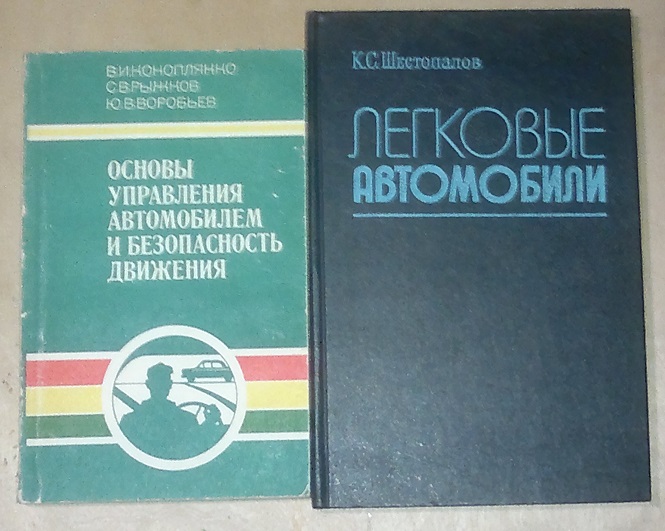 В.И.КОНОПЛЯНКО
С.В.РЫЖКОВ
Ю.В.ВОРОБЬЕВ
ОСНОВЫ
УПРАВЛЕНИЯ
АВТОМОБИЛЕМ
И БЕЗОПАСНОСТЬ
ДВИЖЕНИЯ
К.С.Шестопалов
ЛЕГКОВЫЕ
АВТОМОБИЛИ